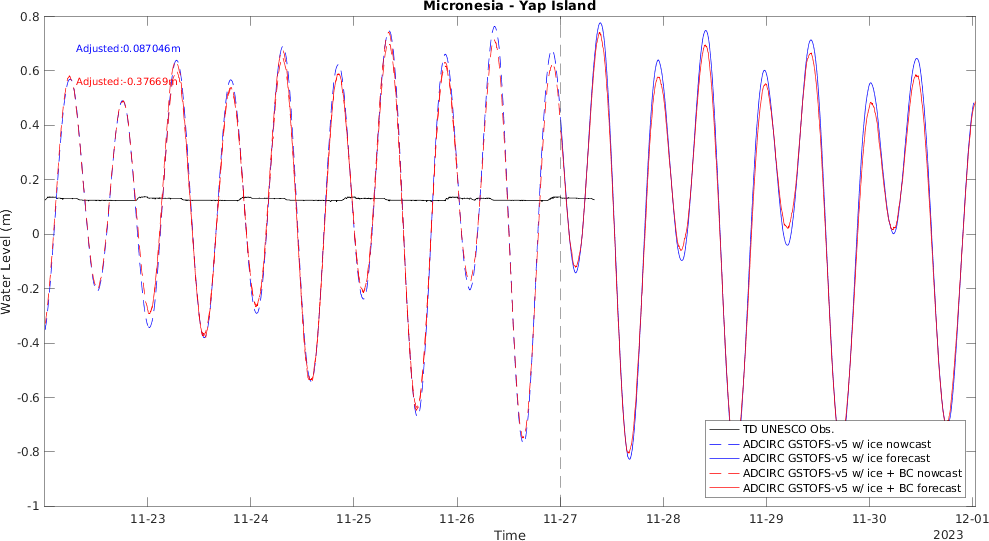 Micronesia - Yap Island
Adjusted:0.087046m
Adjusted:-0.37669m
Water Level (m)
0.8
0.6
0.4
0.2
0
-0.2
-0.4
-0.6
-0.8
-1
TD UNESCO Obs.
ADCIRC GSTOFS-v5 w/ ice nowcast
ADCIRC GSTOFS-v5 w/ ice forecast
ADCIRC GSTOFS-v5 w/ ice + BC nowcast
ADCIRC GSTOFS-v5 w/ ice + BC forecast
11-23 11-24 11-25 11-26 11-27 11-28 11-29 11-30 12-01
Time
2023